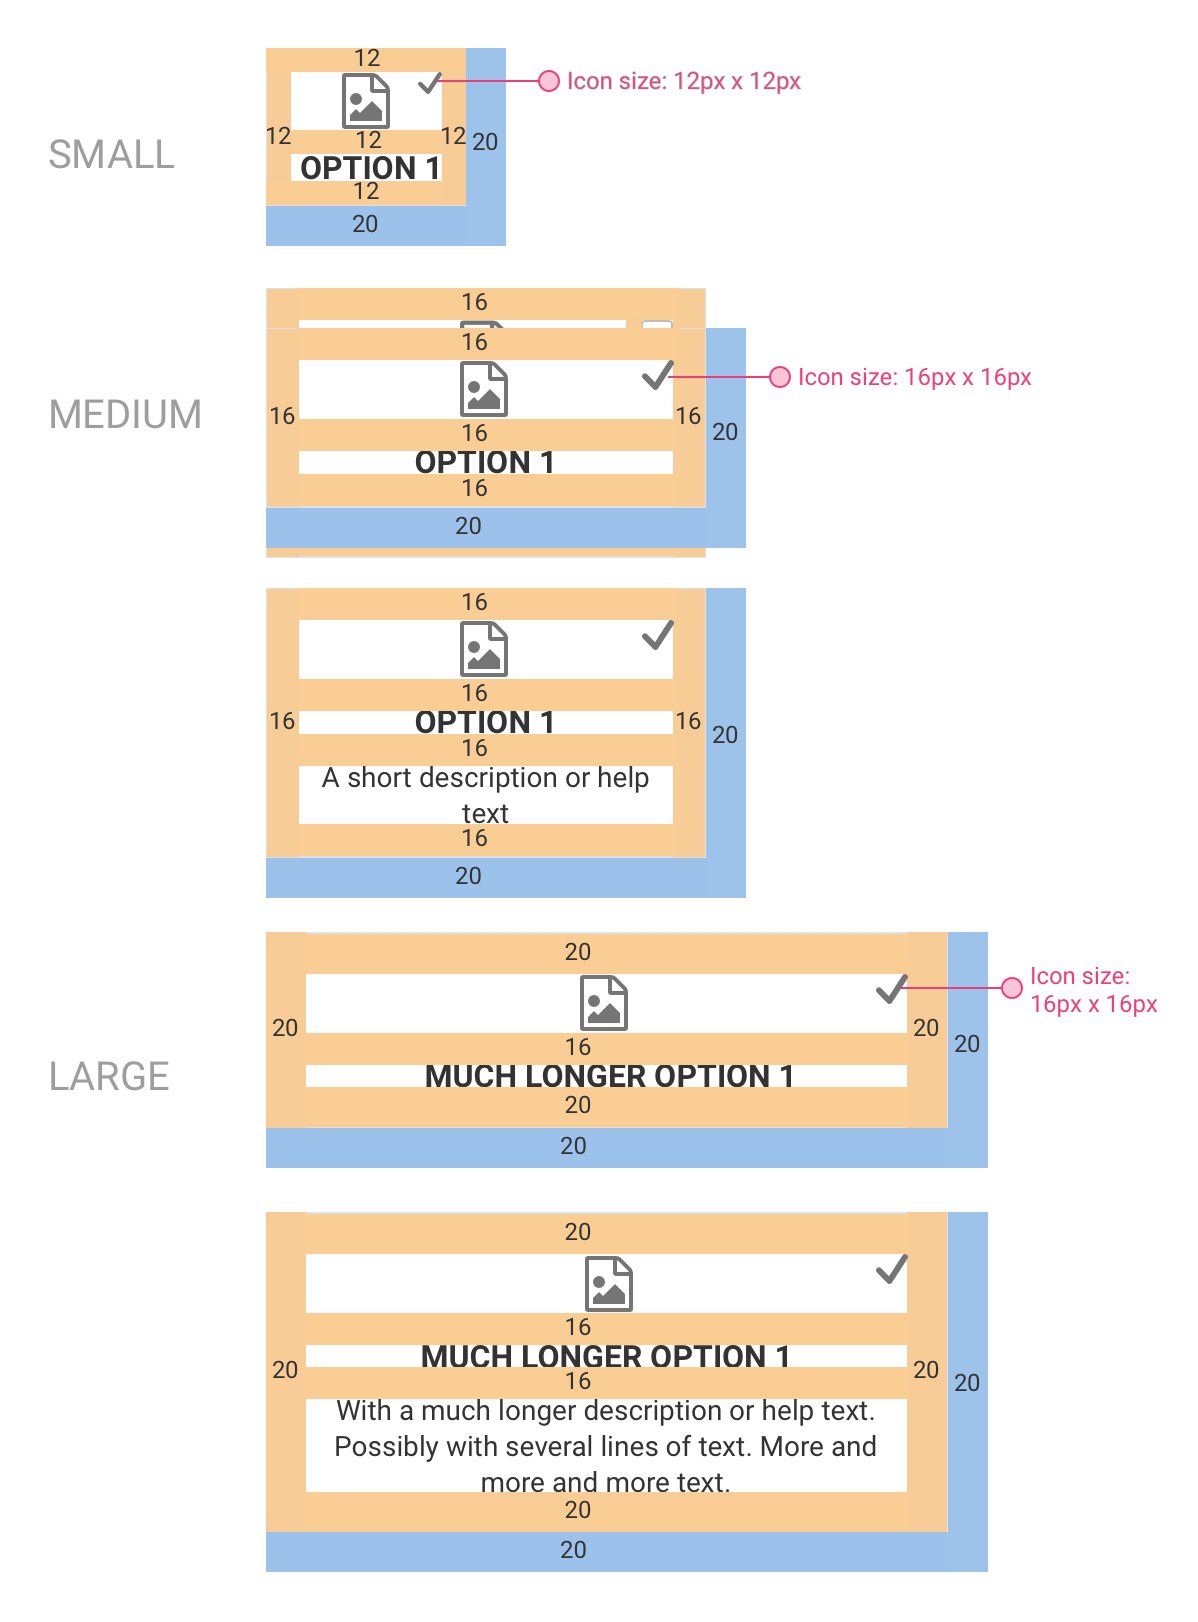 12
Icon size: 12px x 12px
12
12
12
20
SMALL
OPTION 1
12
20
16
16
Icon size: 16px x 16px
16
16
MEDIUM
16
20
OPTION 1
16
20
16
16
16
OPTION 1
16
20
16
A short description or help
text
16
20
20
Icon size:
16px x 16px
20
20
16
20
LARGE
MUCH LONGER OPTION 1
20
20
20
16
MUCH LONGER OPTION 1
20
16
20
20
With a much longer description or help text.
Possibly with several lines of text. More and
more and more text.
20
20